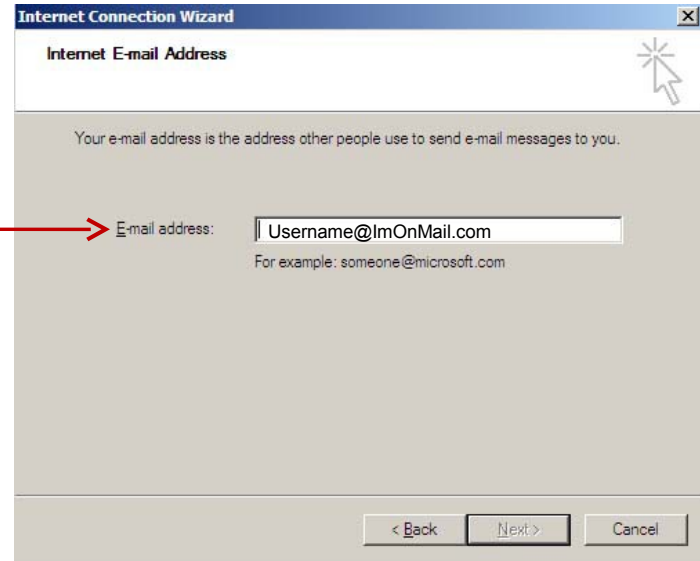 Internet Connection Wizard
Internet E-mail Address
Your e-mail address is the address other people use to send e-mail messages to you.
E-mail address: Username@ImOnMail.com
For example: someone@microsoft.com
< Back Next > Cancel